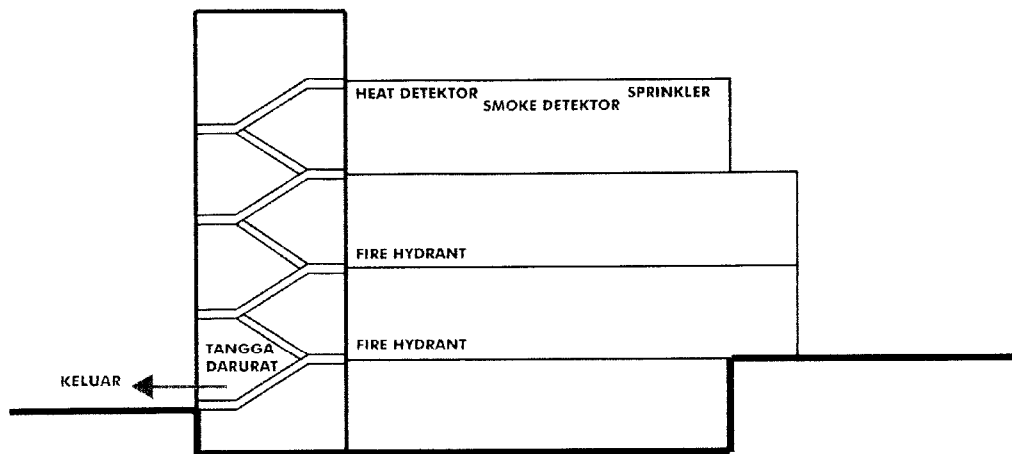 HEAT DETEKTOR
SMOKE DETEKTOR
SPRINKLER
FIRE HYDRANT
FIRE HYDRANT
TANGGA
DARURAT
KELUAR